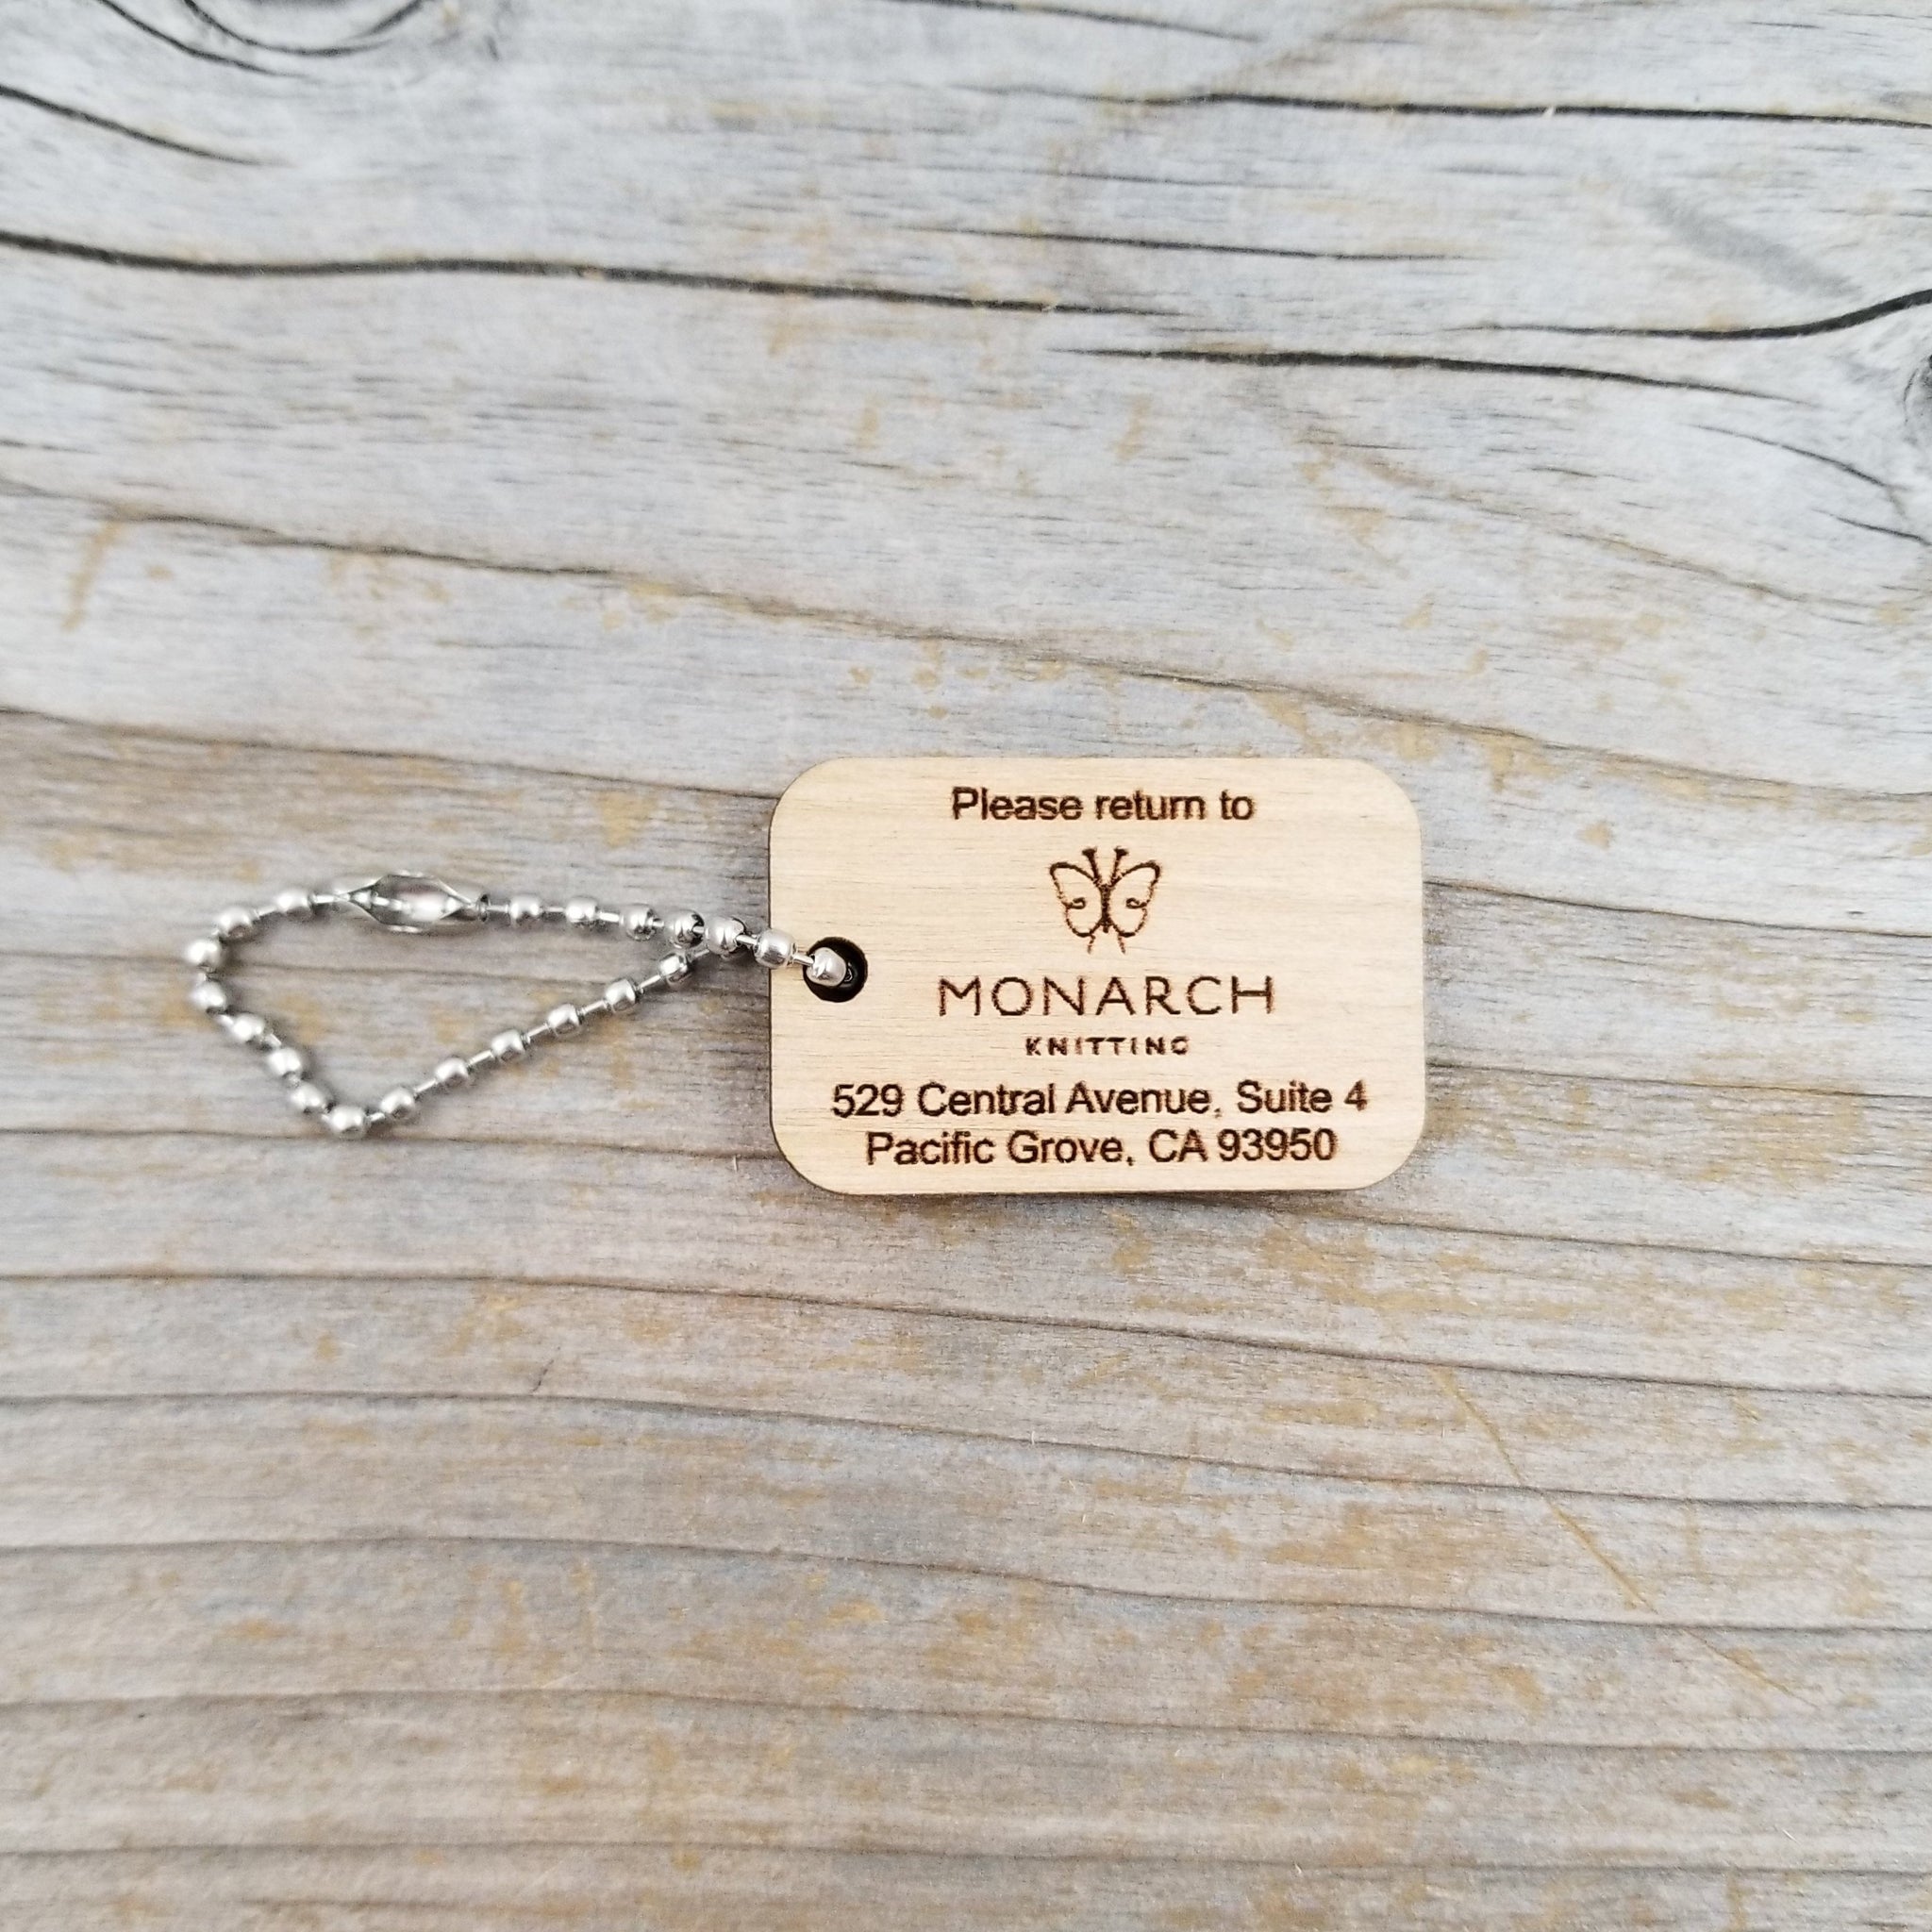 Please return to
MONARCH
KNITTING
529 Central Avenue, Suite 4
Pacific Grove, CA 93950